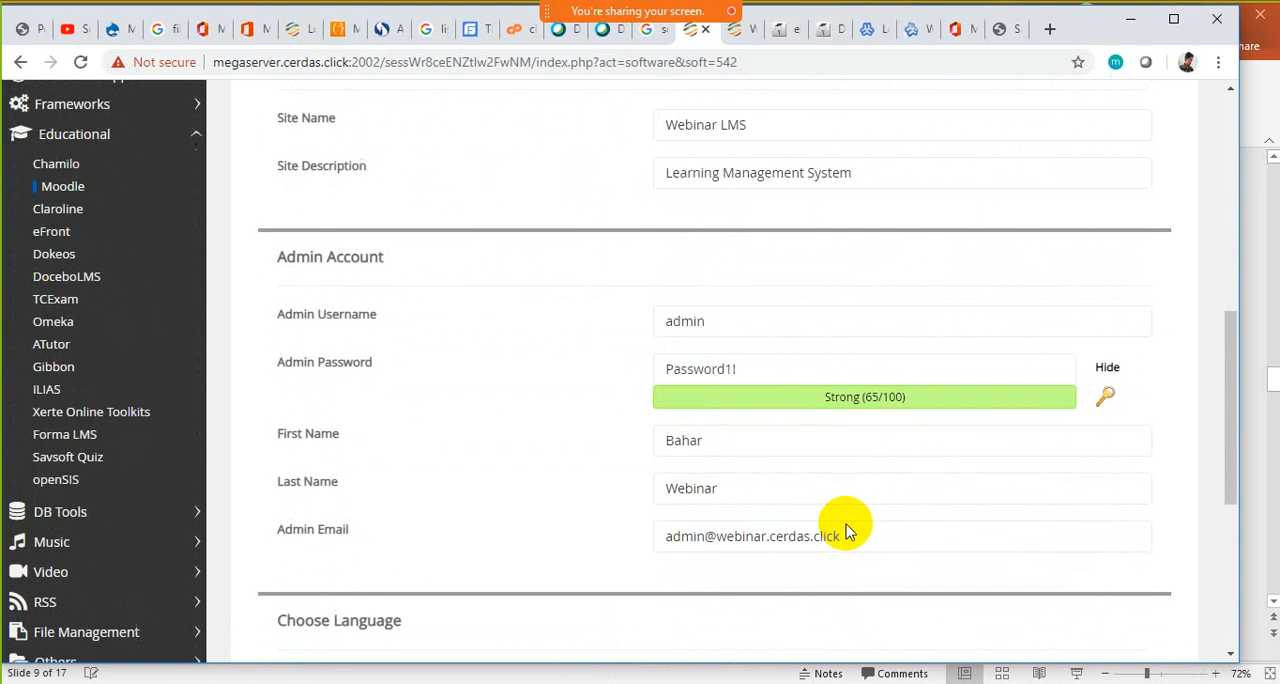 You're sharing your screen.
Not secure
megaserver.cerdas.click:2002/sessWr8ceENZtlw2FwNM/index.php?act=software&soft=542
Frameworks
Educational
Chamilo
Moodle
Claroline
eFront
Dokeos
DoceboLMS
TCExam
Omeka
ATutor
Gibbon
ILIAS
Xerte Online Toolkits
Forma LMS
Savsoft Quiz
openSIS
DB Tools
Music
Video
RSS
File Management
Others
Site Name
Webinar LMS
Site Description
Learning Management System
Admin Account
Admin Username
admin
Admin Password
Password1!
Hide
Strong (65/100)
First Name
Bahar
Last Name
Webinar
Admin Email
admin@webinar.cerdas.click
Choose Language
Slide 9 of 17
Notes
Comments
72%